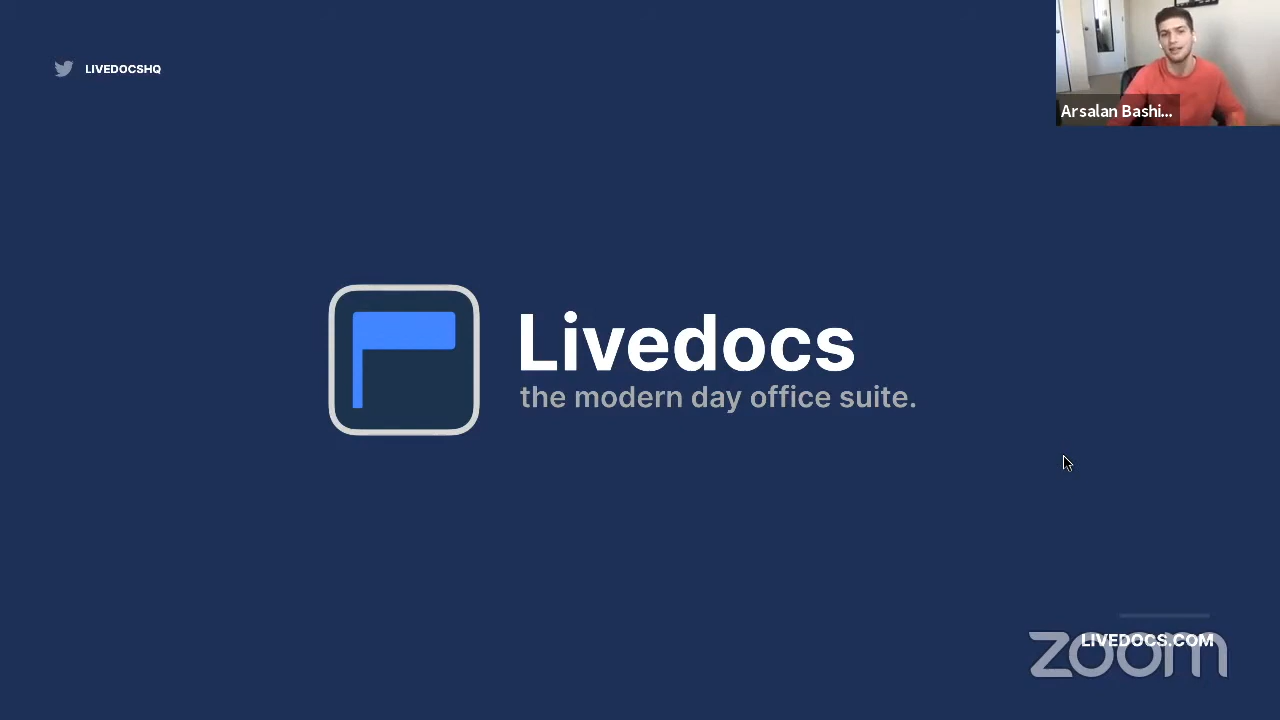 LIVEDOCSHQ
Arsalan Bashi...
Livedocs
the modern day office suite.
LIVEDOCS.COM
zoom